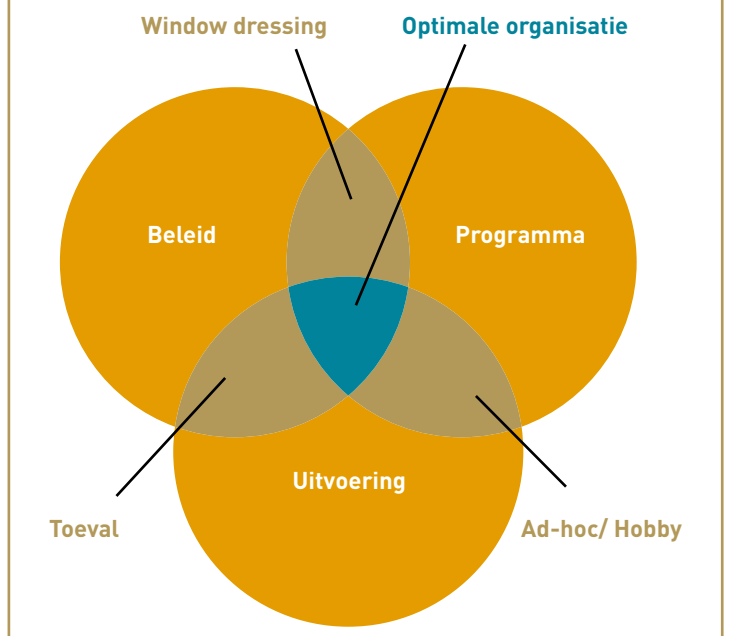 Window dressing
Optimale organisatie
Beleid
Programma
Uitvoering
Toeval
Ad-hoc/ Hobby